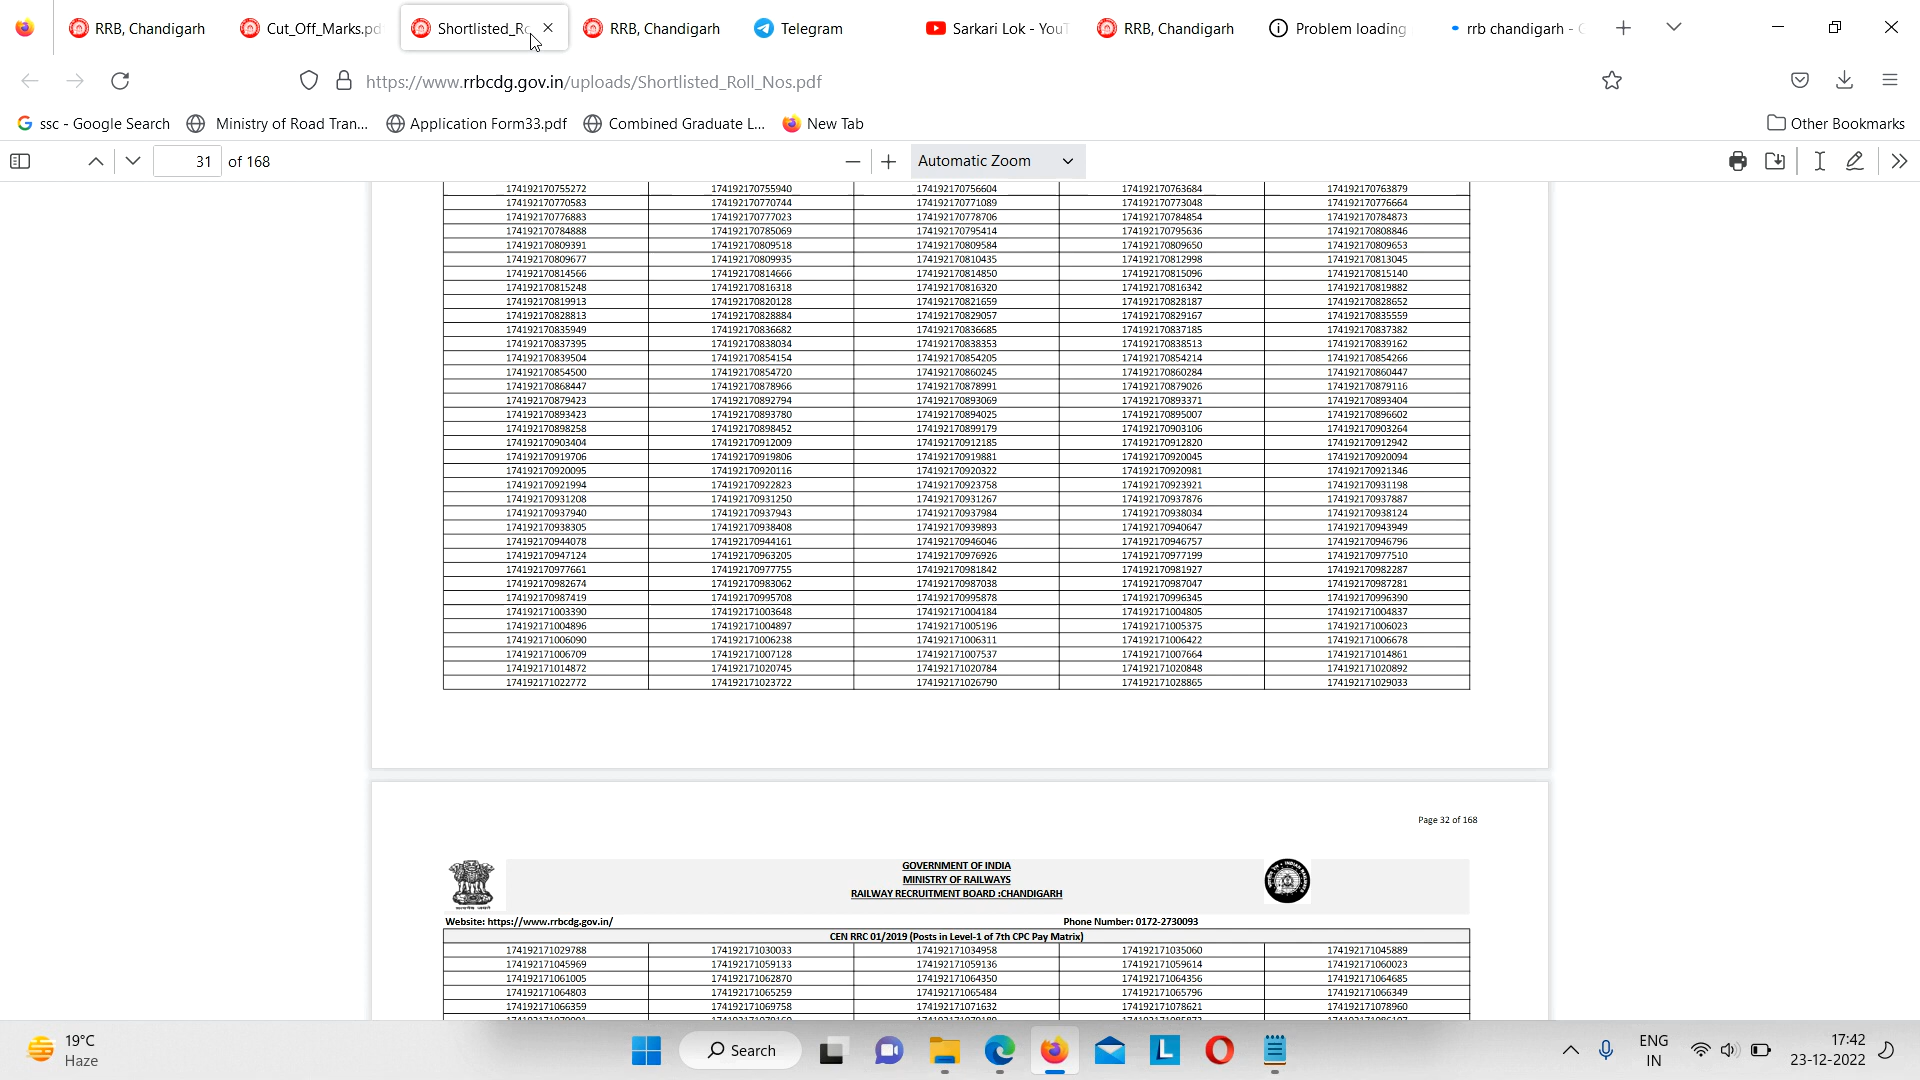 RRB, Chandigarh
Cut_Off_Marks.pd
Shortlisted_Ro
RRB, Chandigarh
Telegram
Sarkari Lok - YouT
RRB, Chandigarh
Problem loading
rrb chandigarh -
https://www.rrbcdg.gov.in/uploads/Shortlisted_Roll_Nos.pdf
ssc - Google Search
Ministry of Road Tran...
Application Form33.pdf
Combined Graduate L...
New Tab
Other Bookmarks
31 of 168
Automatic Zoom
174192170755272 174192170755940 174192170756604 174192170763684 174192170763879
174192170770583 174192170770744 174192170771089 174192170773048 174192170776664
174192170776883 174192170777023 174192170778706 174192170784854 174192170784873
174192170784888 174192170785069 174192170795414 174192170795636 174192170808846
174192170809391 174192170809518 174192170809584 174192170809650 174192170809653
174192170809677 174192170809935 174192170810435 174192170812998 174192170813045
174192170814566 174192170814666 174192170814850 174192170815096 174192170815140
174192170815248 174192170816318 174192170816320 174192170816342 174192170819882
174192170819913 174192170820128 174192170821659 174192170828187 174192170828652
174192170828813 174192170828884 174192170829057 174192170829167 174192170835559
174192170835949 174192170836682 174192170836685 174192170837185 174192170837382
174192170837395 174192170838034 174192170838353 174192170838513 174192170839162
174192170839504 174192170854154 174192170854205 174192170854214 174192170854266
174192170854500 174192170854720 174192170860245 174192170860284 174192170860447
174192170868447 174192170878966 174192170878991 174192170879026 174192170879116
174192170879423 174192170892794 174192170893069 174192170893371 174192170893404
174192170893423 174192170893780 174192170894025 174192170895007 174192170896602
174192170898258 174192170898452 174192170899179 174192170903106 174192170903264
174192170903404 174192170912009 174192170912185 174192170912820 174192170912942
174192170919706 174192170919806 174192170919881 174192170920045 174192170920094
174192170920095 174192170920116 174192170920322 174192170920981 174192170921346
174192170921994 174192170922823 174192170923758 174192170923921 174192170931198
174192170931208 174192170931250 174192170931267 174192170937876 174192170937887
174192170937940 174192170937943 174192170937984 174192170938034 174192170938124
174192170938305 174192170938408 174192170939893 174192170940647 174192170943949
174192170944078 174192170944161 174192170946046 174192170946757 174192170946796
174192170947124 174192170963205 174192170976926 174192170977199 174192170977510
174192170977661 174192170977755 174192170981842 174192170981927 174192170982287
174192170982674 174192170983062 174192170987038 174192170987047 174192170987281
174192170987419 174192170995708 174192170995878 174192170996345 174192170996390
174192171003390 174192171003648 174192171004184 174192171004805 174192171004837
174192171004896 174192171004897 174192171005196 174192171005375 174192171006023
174192171006090 174192171006238 174192171006311 174192171006422 174192171006678
174192171006709 174192171007128 174192171007537 174192171007664 174192171014861
174192171014872 174192171020745 174192171020784 174192171020848 174192171020892
174192171022772 174192171023722 174192171026790 174192171028865 174192171029033
Page 32 of 168
GOVERNMENT OF INDIA
MINISTRY OF RAILWAYS
RAILWAY RECRUITMENT BOARD :CHANDIGARH
Website: https://www.rrbcdg.gov.in/ Phone Number: 0172-2730093
CEN RRC 01/2019 (Posts in Level-1 of 7th CPC Pay Matrix)
174192171029788 174192171030033 174192171034958 174192171035060 174192171045889
174192171045969 174192171059133 174192171059136 174192171059614 174192171060023
174192171061005 174192171062870 174192171064350 174192171064356 174192171064685
174192171064803 174192171065259 174192171065484 174192171065796 174192171066349
174192171066359 174192171069758 174192171071632 174192171078621 174192171078960
19°C
Haze
Search
ENG
IN
17:42
23-12-2022